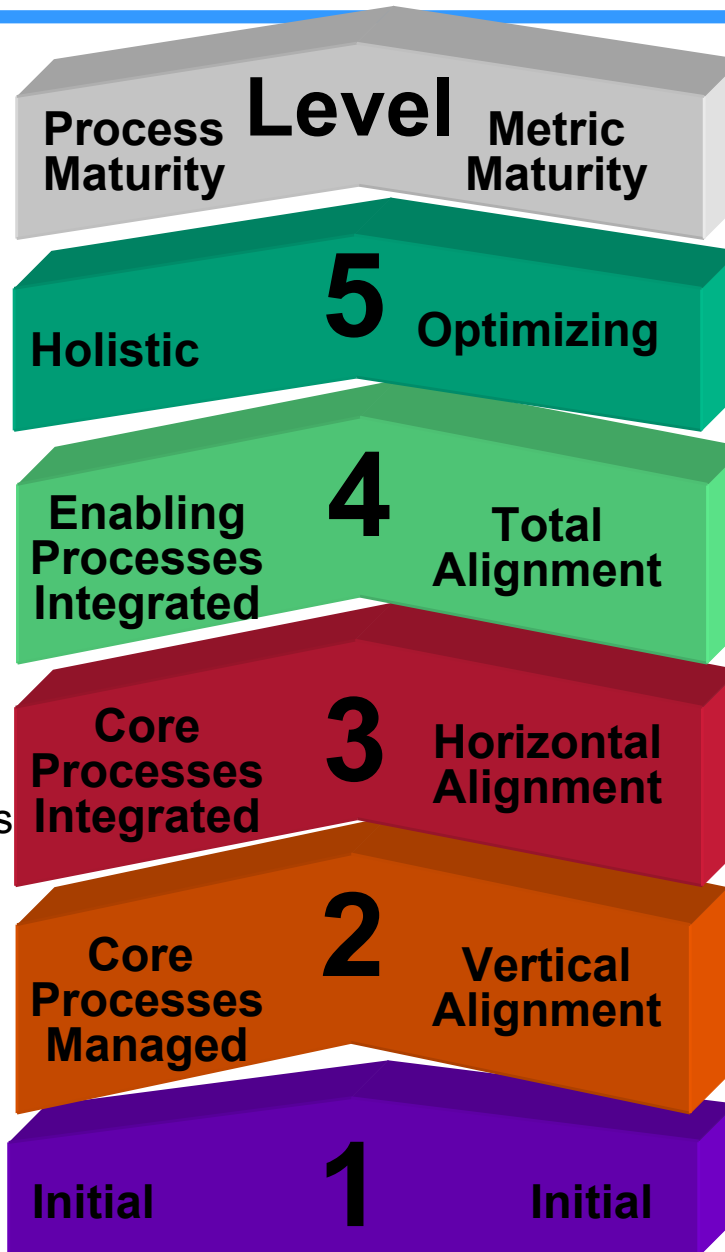 Level
Process
Maturity
Metric
Maturity
5
Holistic
Optimizing
4
Enabling
Processes
Integrated
Total
Alignment
3
Core
Processes
Integrated
Horizontal
Alignment
s
2
Core
Processes
Managed
Vertical
Alignment
1
Initial
Initial